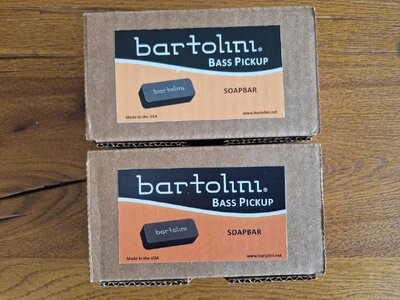 bartolini®
BASS PICKUP
bartolini
SOAPBAR
Made in the USA
www.bartolini.net
bartolini®
BASS PICKUP
bartolini
SOAPBAR
Made in the USA
www.bartolini.net